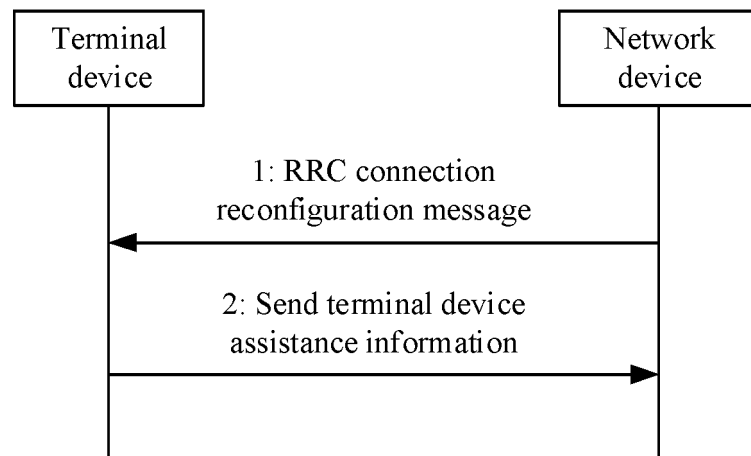 Terminal
device
Network
device
1: RRC connection
reconfiguration message
2: Send terminal device
assistance information